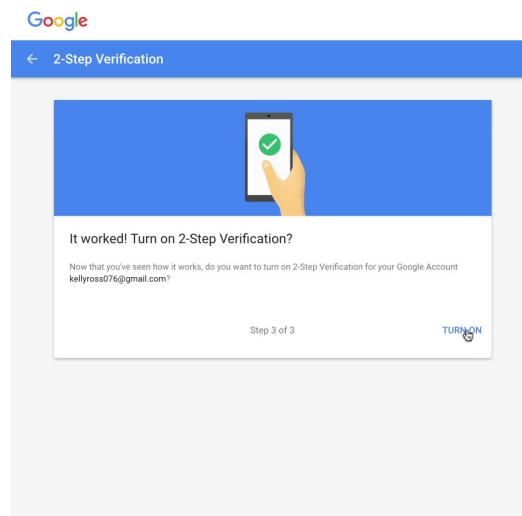 Google
2-Step Verification
It worked! Turn on 2-Step Verification?
Now that you've seen how it works, do you want to turn on 2-Step Verification for your Google Account
kellyross076@gmail.com?
Step 3 of 3
TURN ON